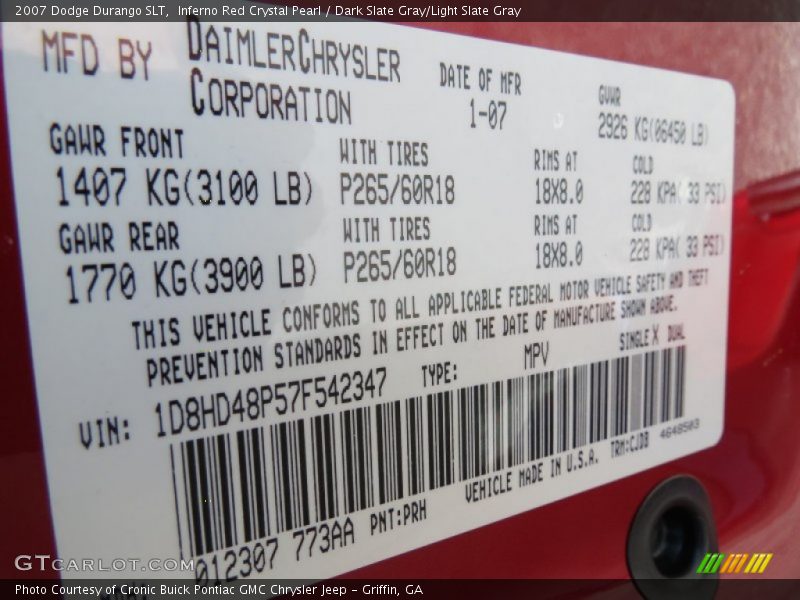 2007 Dodge Durango SLT, Inferno Red Crystal Pearl / Dark Slate Gray/Light Slate Gray
MFD BY DAIMLERCHRYSLER CORPORATION
DATE OF MFR 1-07
GVWR 2926 KG(06450 LB)
GAWR FRONT WITH TIRES RIMS AT COLD
1407 KG(3100 LB) P265/60R18 18X8.0 228 KPA( 33 PSI)
GAWR REAR WITH TIRES RIMS AT COLD
1770 KG(3900 LB) P265/60R18 18X8.0 228 KPA( 33 PSI)
THIS VEHICLE CONFORMS TO ALL APPLICABLE FEDERAL MOTOR VEHICLE SAFETY AND THEFT
PREVENTION STANDARDS IN EFFECT ON THE DATE OF MANUFACTURE SHOWN ABOVE.
VIN: 1D8HD48P57F542347 TYPE: MPV SINGLE X DUAL
012307 773AA PNT:PRH VEHICLE MADE IN U.S.A. TRM:CJDB 4648503
GTCARLOT.COM
Photo Courtesy of Cronic Buick Pontiac GMC Chrysler Jeep - Griffin, GA